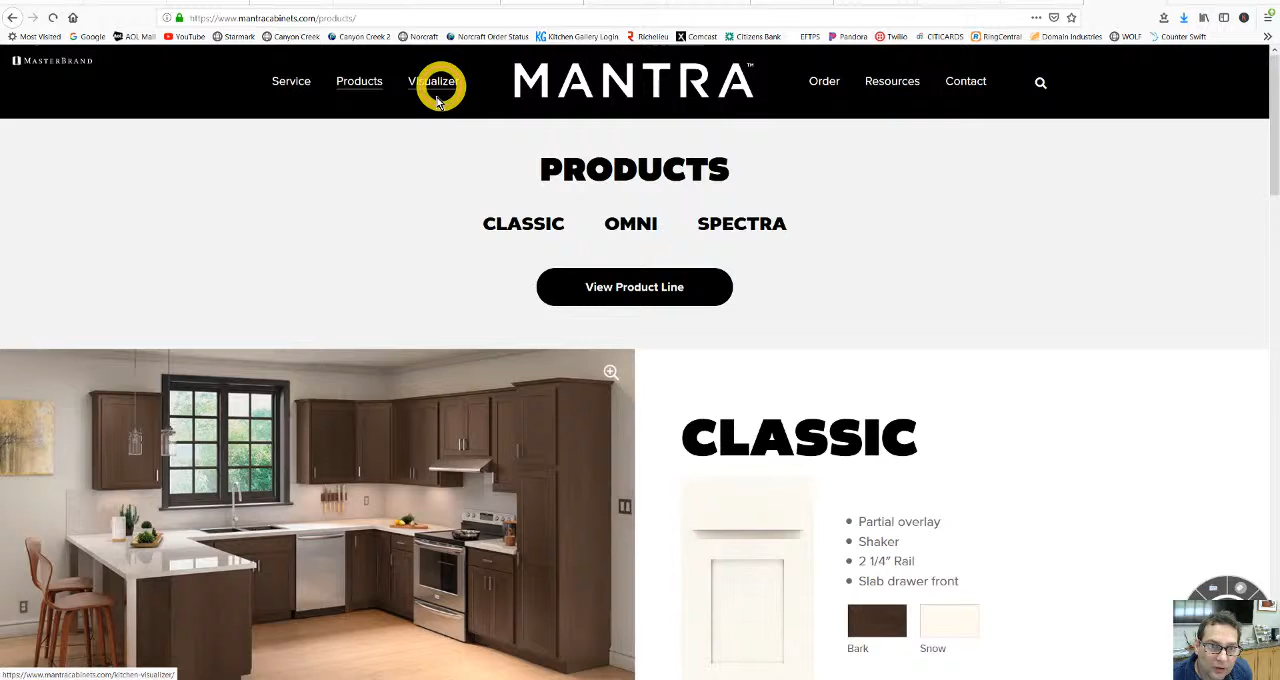 https://www.mantracabinets.com/products/
Most Visited Google AOL Mail YouTube Starmark Canyon Creek Canyon Creek 2 Norcraft Norcraft Order Status Kitchen Gallery Login Richelieu Comcast Citizens Bank EFTPS Pandora Twilio CITICARDS RingCentral Domain Industries WOLF Counter Swift
MASTERBRAND
Service Products Visualizer MANTRA™ Order Resources Contact
PRODUCTS
CLASSIC OMNI SPECTRA
View Product Line
CLASSIC
Partial overlay
Shaker
2 1/4″ Rail
Slab drawer front
Bark Snow
https://www.mantracabinets.com/kitchen-visualizer/